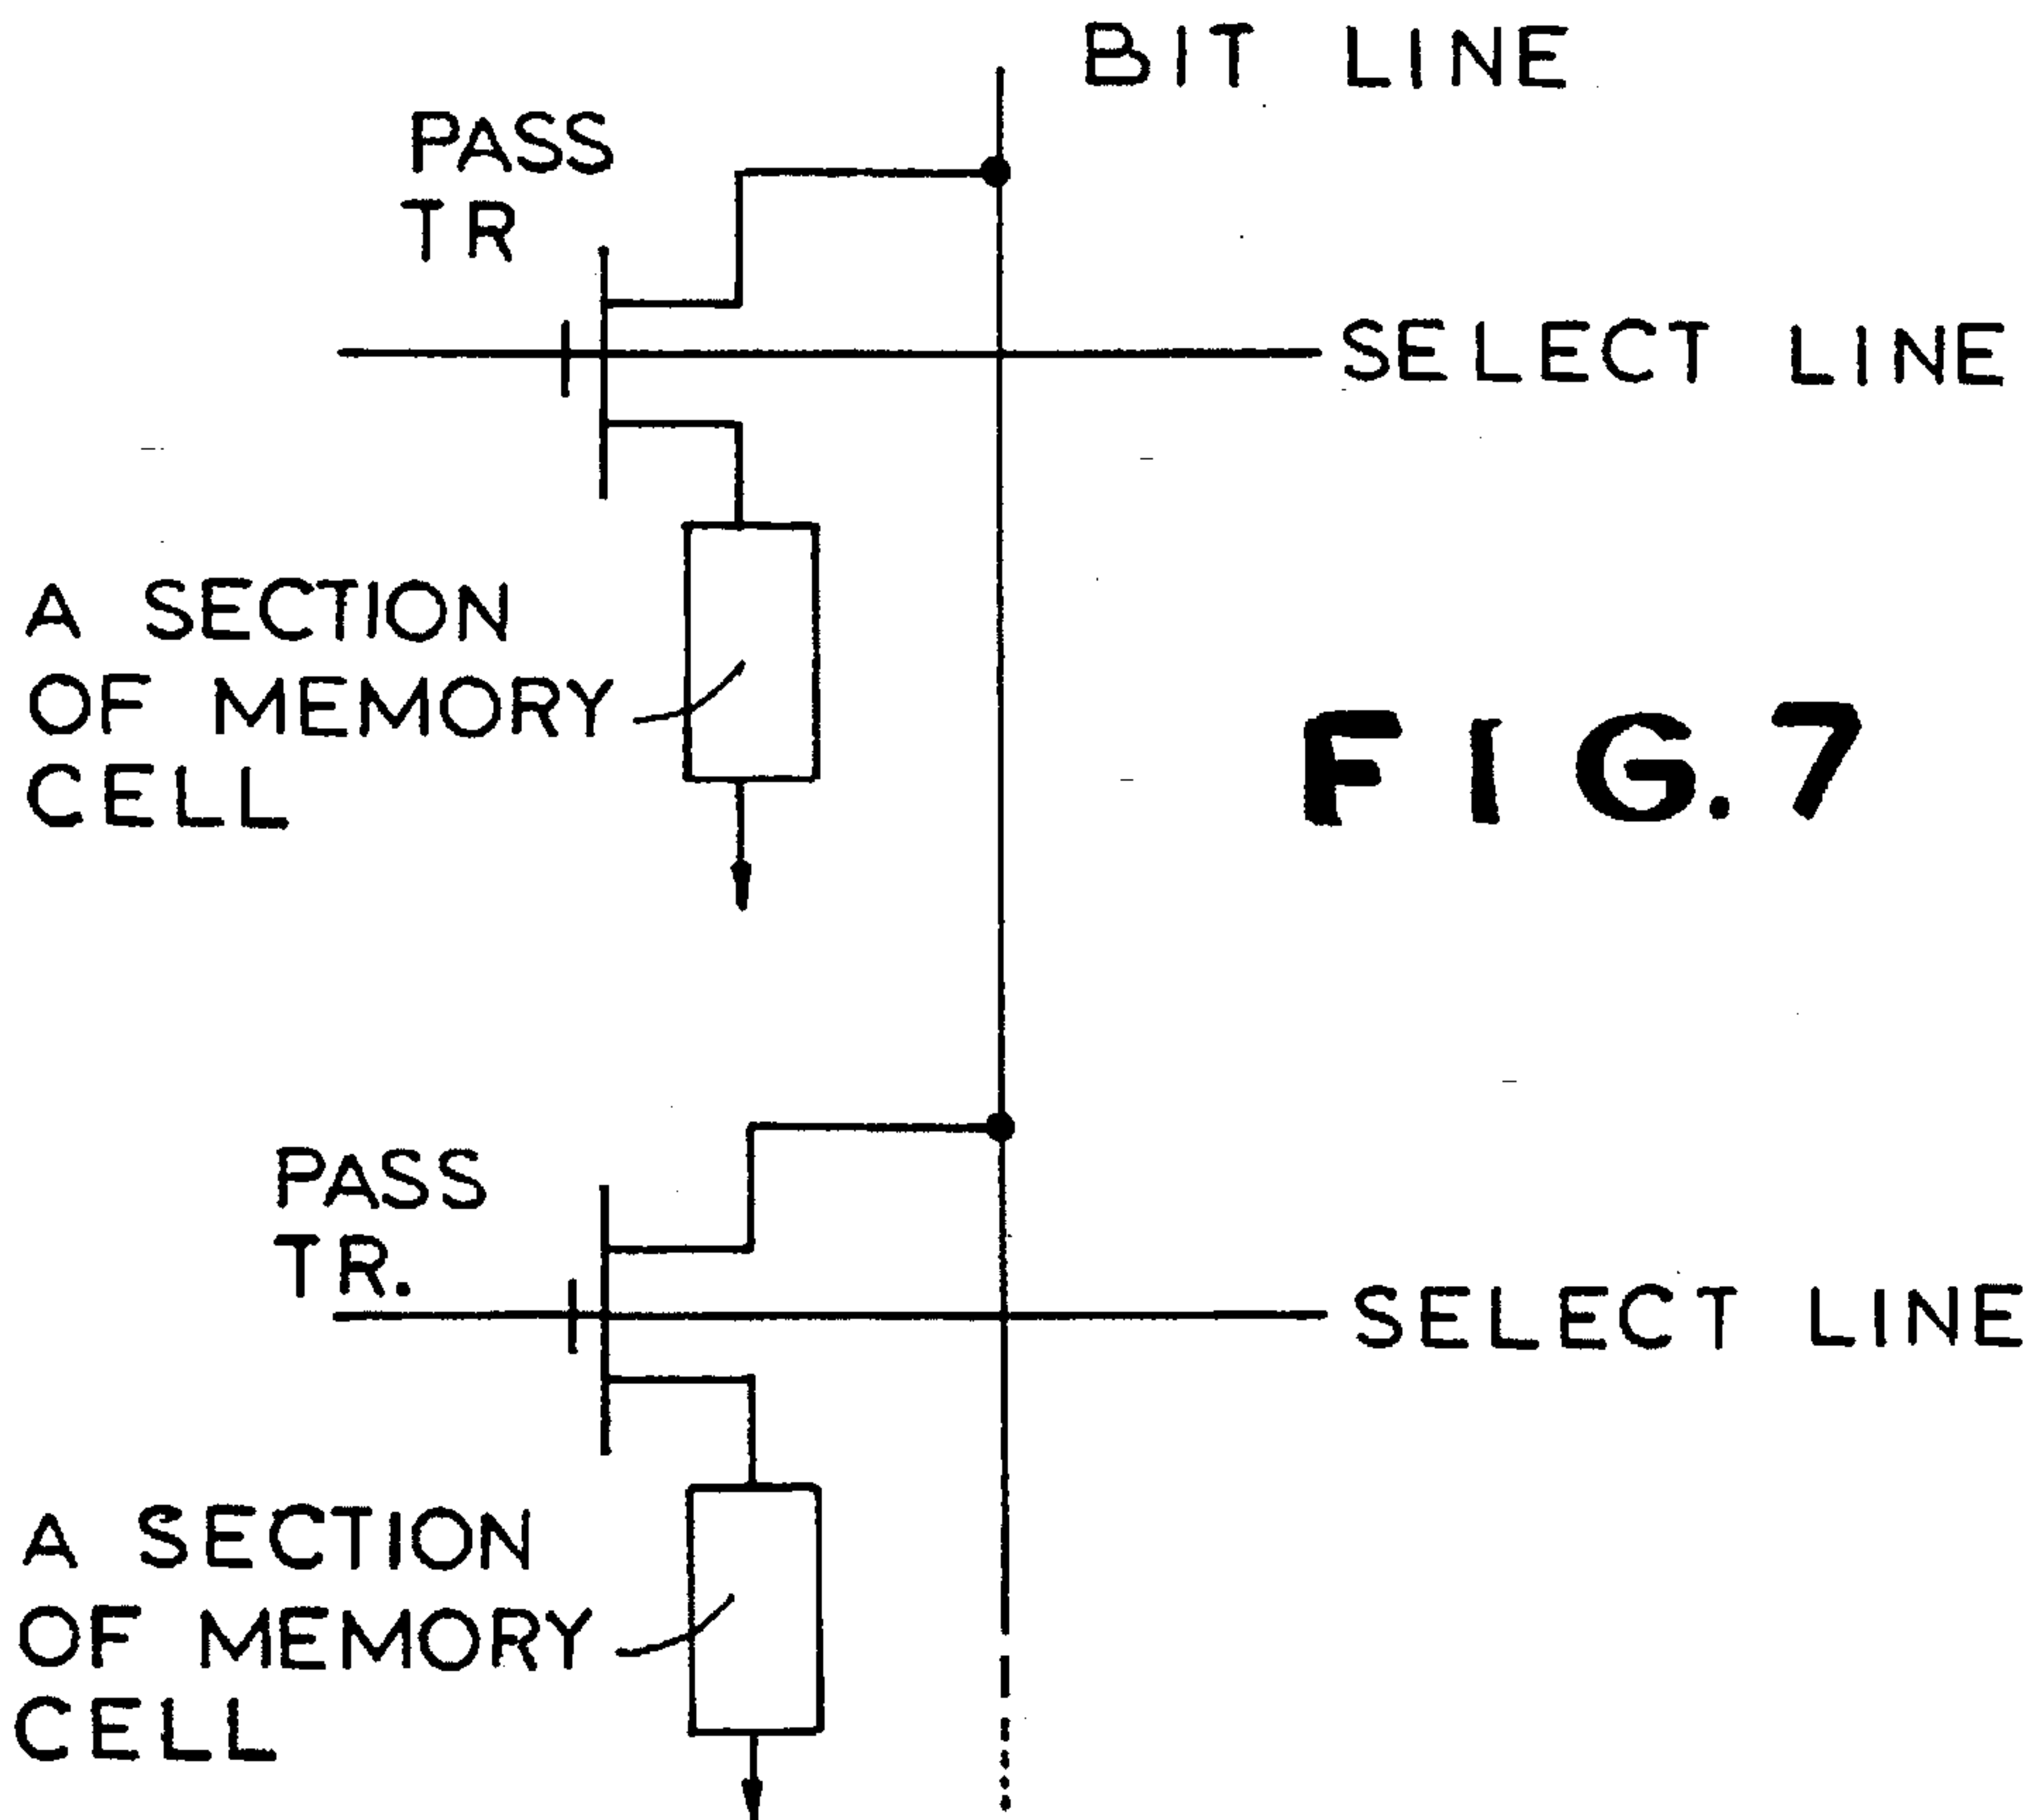 BIT LINE
PASS
TR
SELECT LINE
A SECTION
OF MEMORY
CELL
FIG.7
PASS
TR.
SELECT LINE
A SECTION
OF MEMORY
CELL